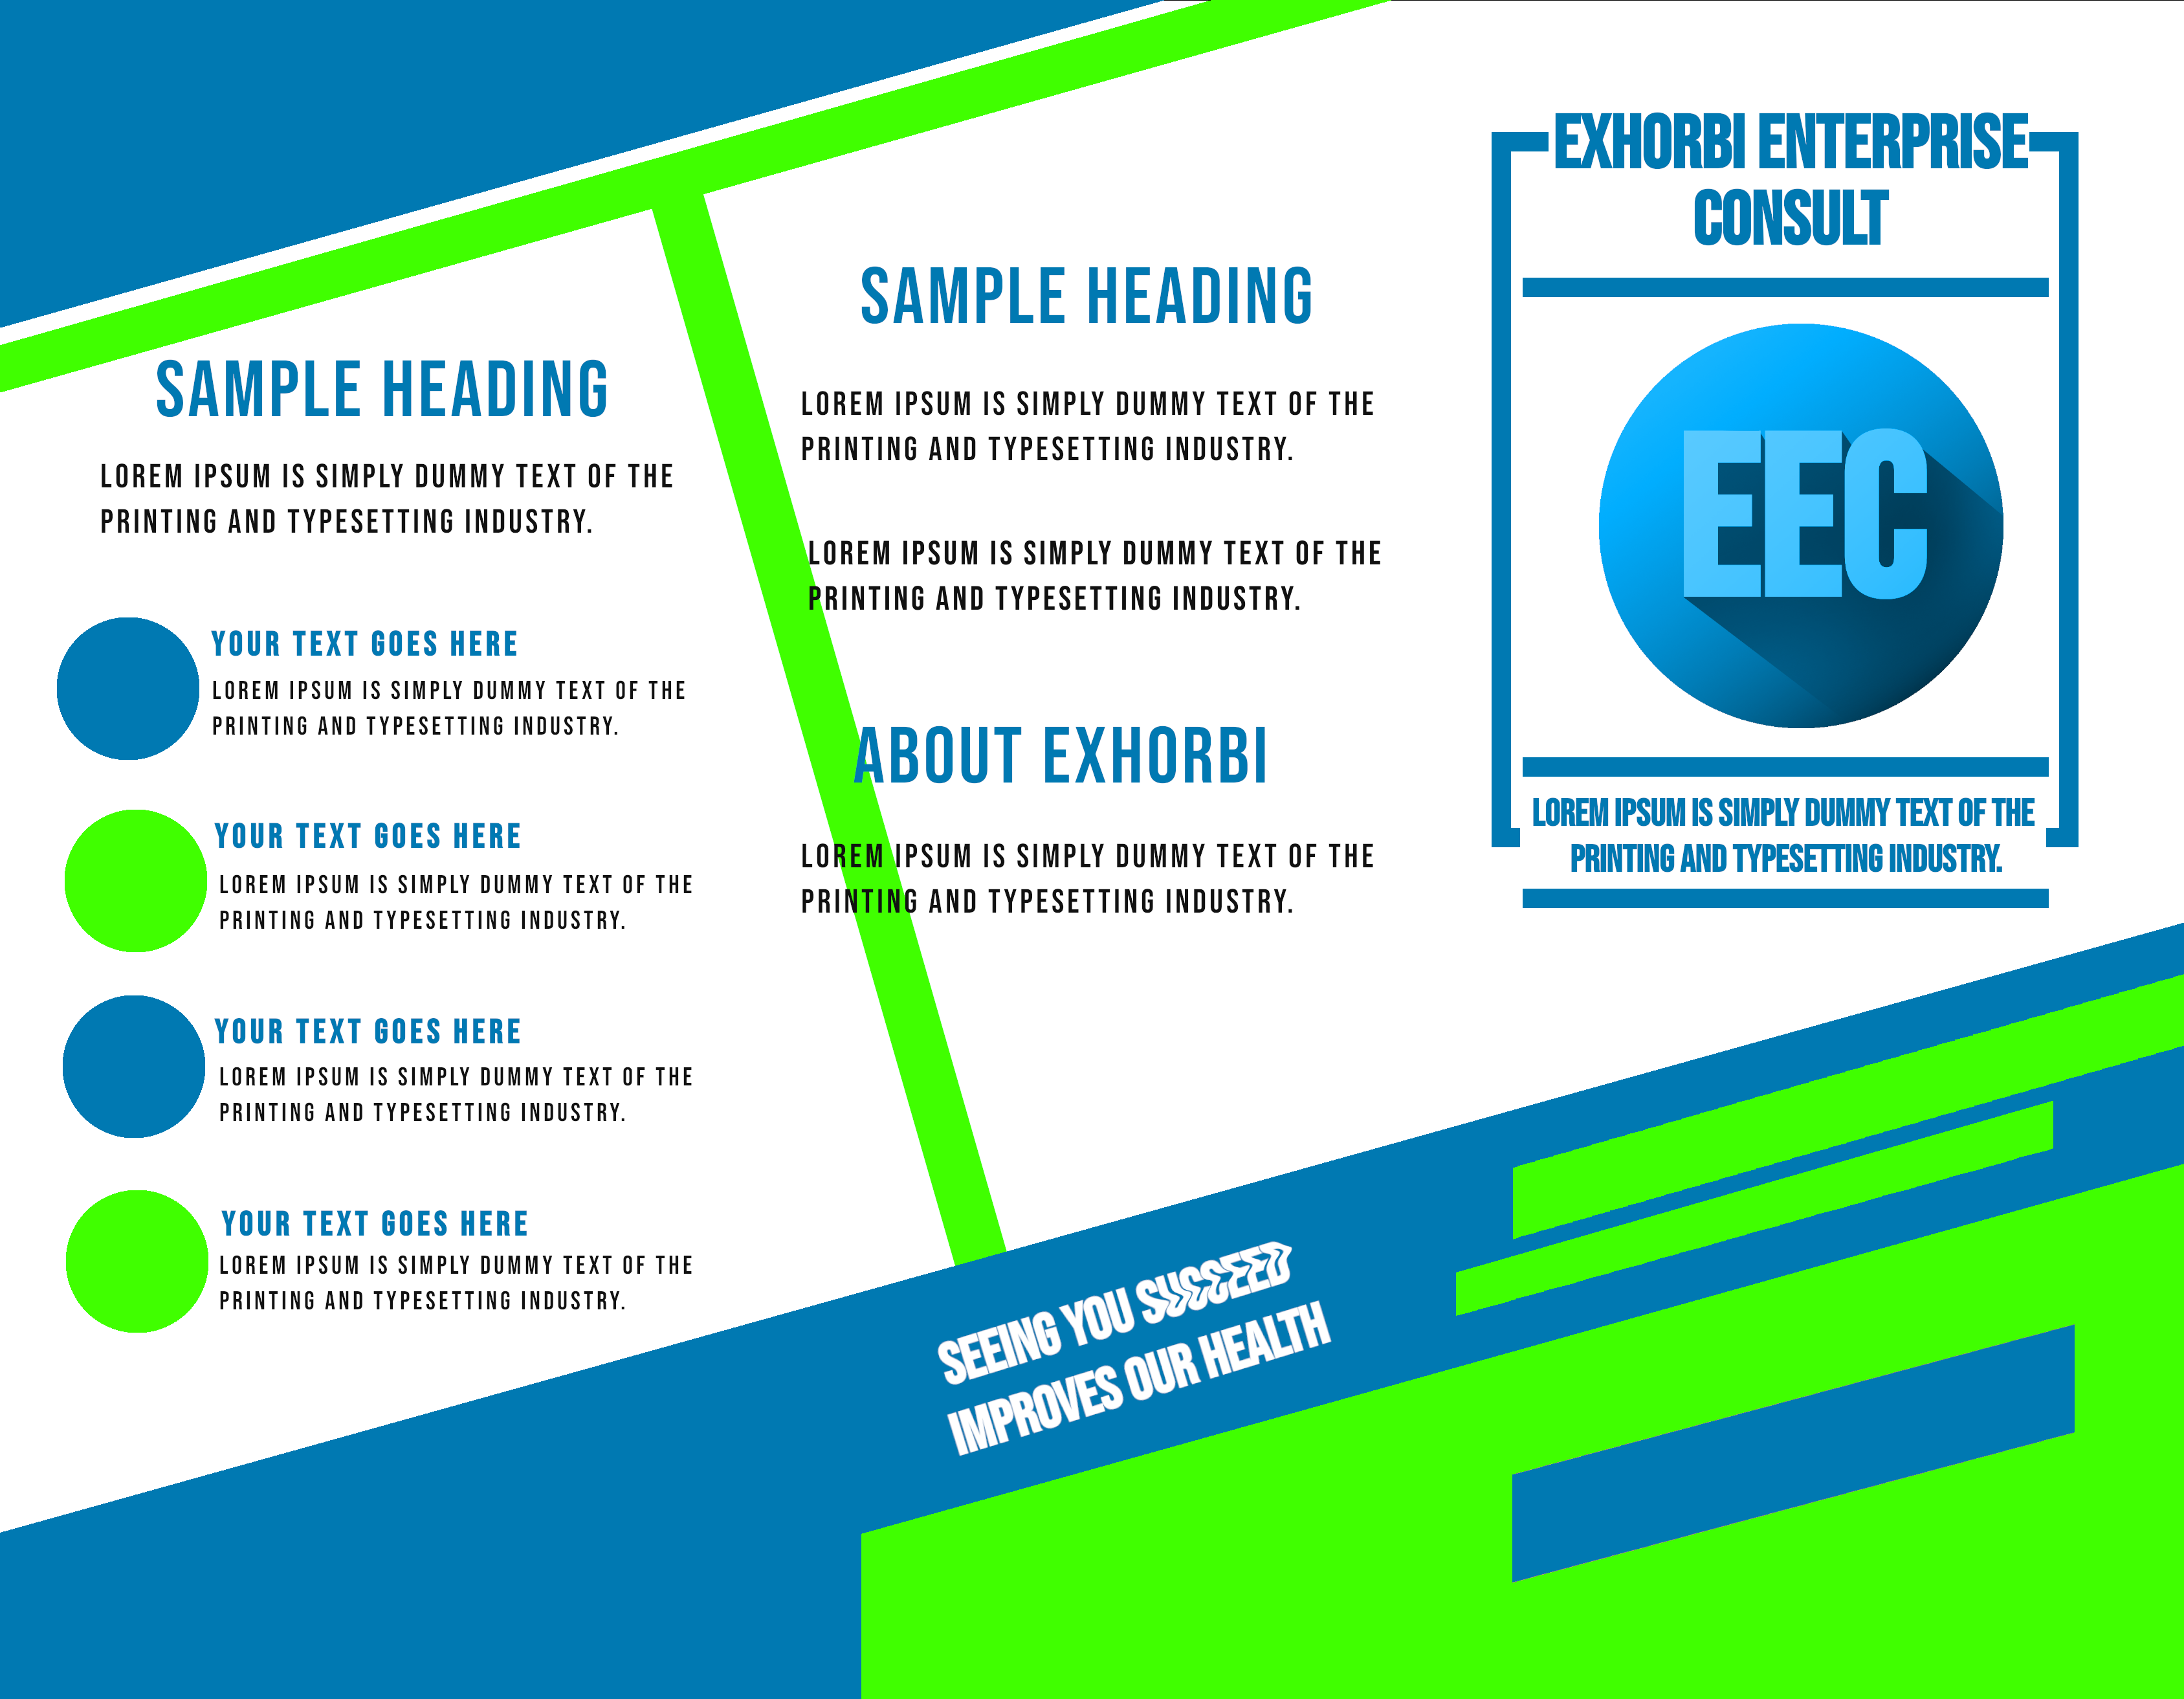 SAMPLE HEADING
LOREM IPSUM IS SIMPLY DUMMY TEXT OF THE
PRINTING AND TYPESETTING INDUSTRY.
YOUR TEXT GOES HERE
LOREM IPSUM IS SIMPLY DUMMY TEXT OF THE
PRINTING AND TYPESETTING INDUSTRY.
YOUR TEXT GOES HERE
LOREM IPSUM IS SIMPLY DUMMY TEXT OF THE
PRINTING AND TYPESETTING INDUSTRY.
YOUR TEXT GOES HERE
LOREM IPSUM IS SIMPLY DUMMY TEXT OF THE
PRINTING AND TYPESETTING INDUSTRY.
YOUR TEXT GOES HERE
LOREM IPSUM IS SIMPLY DUMMY TEXT OF THE
PRINTING AND TYPESETTING INDUSTRY.
SAMPLE HEADING
LOREM IPSUM IS SIMPLY DUMMY TEXT OF THE
PRINTING AND TYPESETTING INDUSTRY.
LOREM IPSUM IS SIMPLY DUMMY TEXT OF THE
PRINTING AND TYPESETTING INDUSTRY.
ABOUT EXHORBI
LOREM IPSUM IS SIMPLY DUMMY TEXT OF THE
PRINTING AND TYPESETTING INDUSTRY.
SEEING YOU SUCCEED
IMPROVES OUR HEALTH
EXHORBI ENTERPRISE
CONSULT
EEC
LOREM IPSUM IS SIMPLY DUMMY TEXT OF THE
PRINTING AND TYPESETTING INDUSTRY.